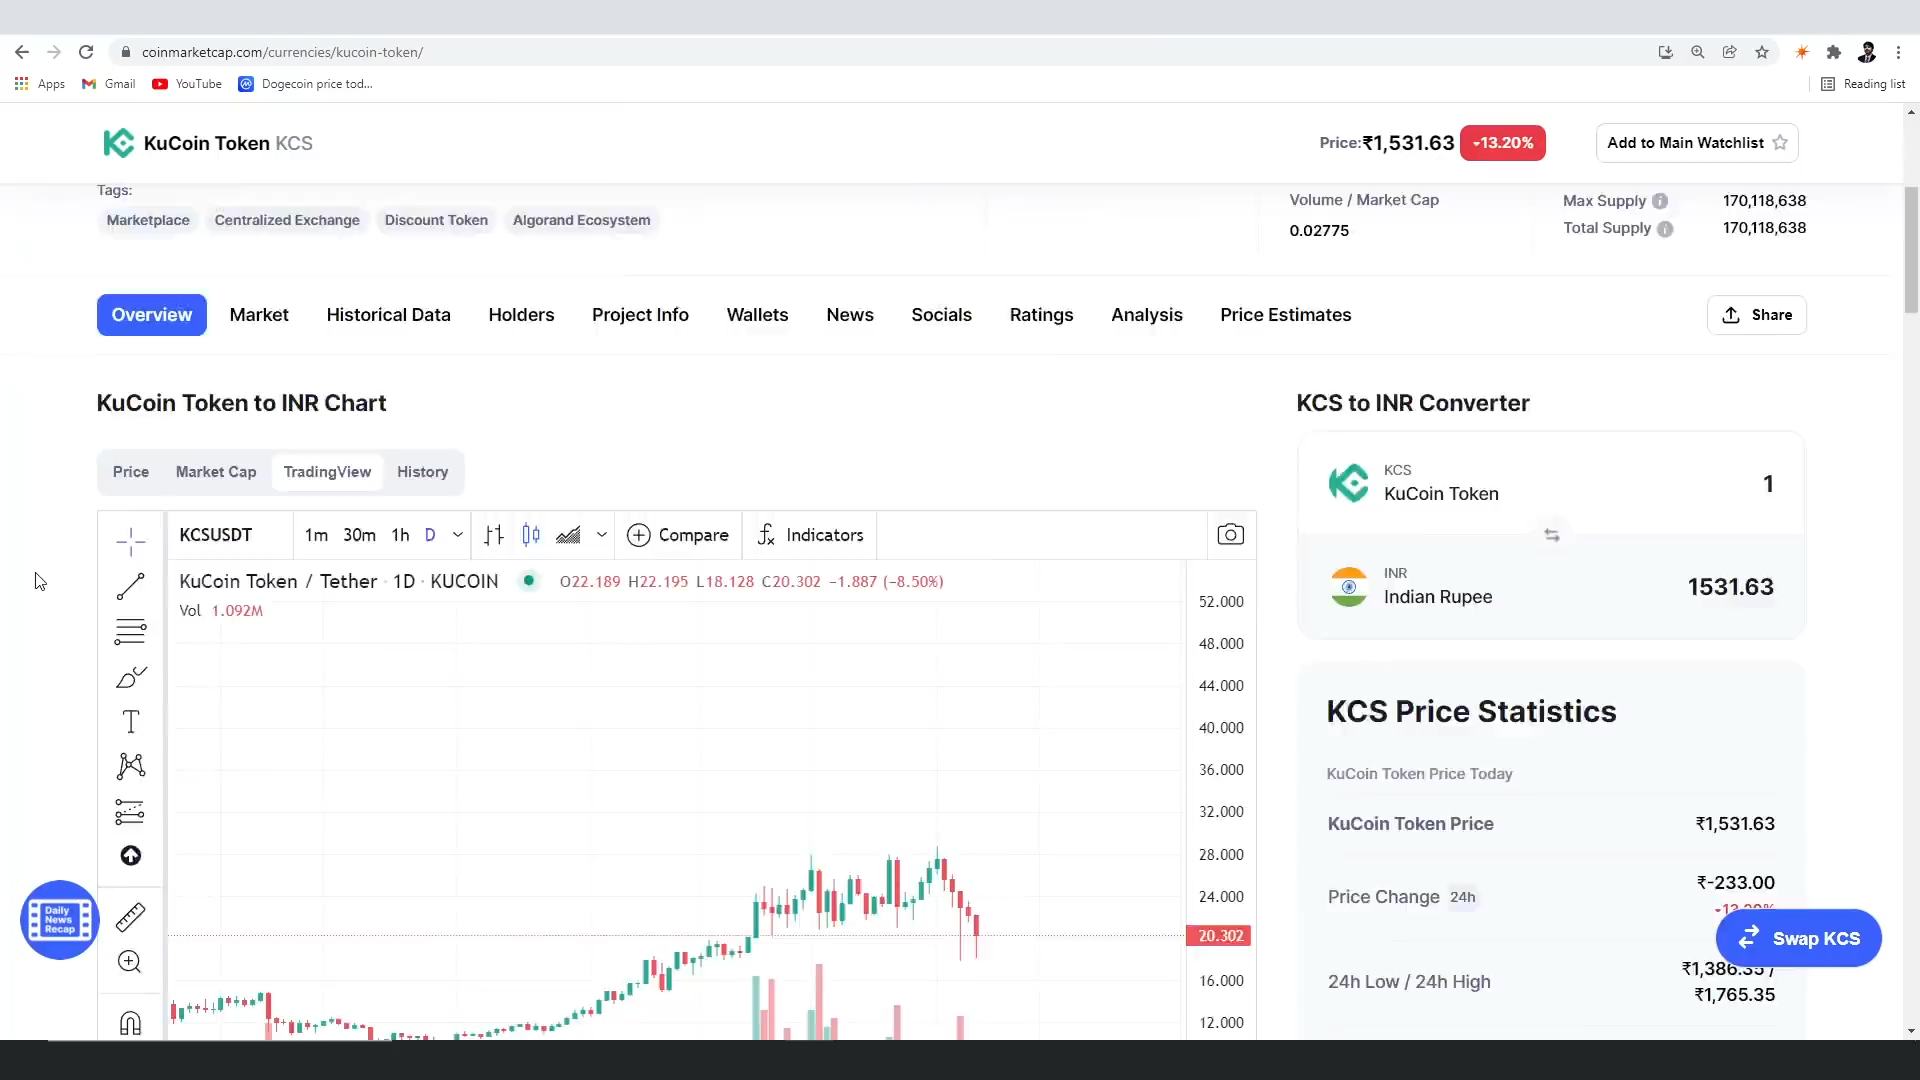 coinmarketcap.com/currencies/kucoin-token/
Apps Gmail YouTube Dogecoin price tod... Reading list
KuCoin Token KCS Price:₹1,531.63 -13.20% Add to Main Watchlist
Tags:
Marketplace Centralized Exchange Discount Token Algorand Ecosystem
Volume / Market Cap
0.02775
Max Supply 170,118,638
Total Supply 170,118,638
Overview Market Historical Data Holders Project Info Wallets News Socials Ratings Analysis Price Estimates Share
KuCoin Token to INR Chart
Price Market Cap TradingView History
KCSUSDT 1m 30m 1h D Compare Indicators
KuCoin Token / Tether · 1D · KUCOIN O22.189 H22.195 L18.128 C20.302 −1.887 (−8.50%)
Vol 1.092M
52.000
48.000
44.000
40.000
36.000
32.000
28.000
24.000
20.302
16.000
12.000
Daily
News
Recap
KCS to INR Converter
KCS
KuCoin Token 1
INR
Indian Rupee 1531.63
KCS Price Statistics
KuCoin Token Price Today
KuCoin Token Price ₹1,531.63
Price Change 24h ₹-233.00
-13.20%
Swap KCS
24h Low / 24h High ₹1,386.35 /
₹1,765.35